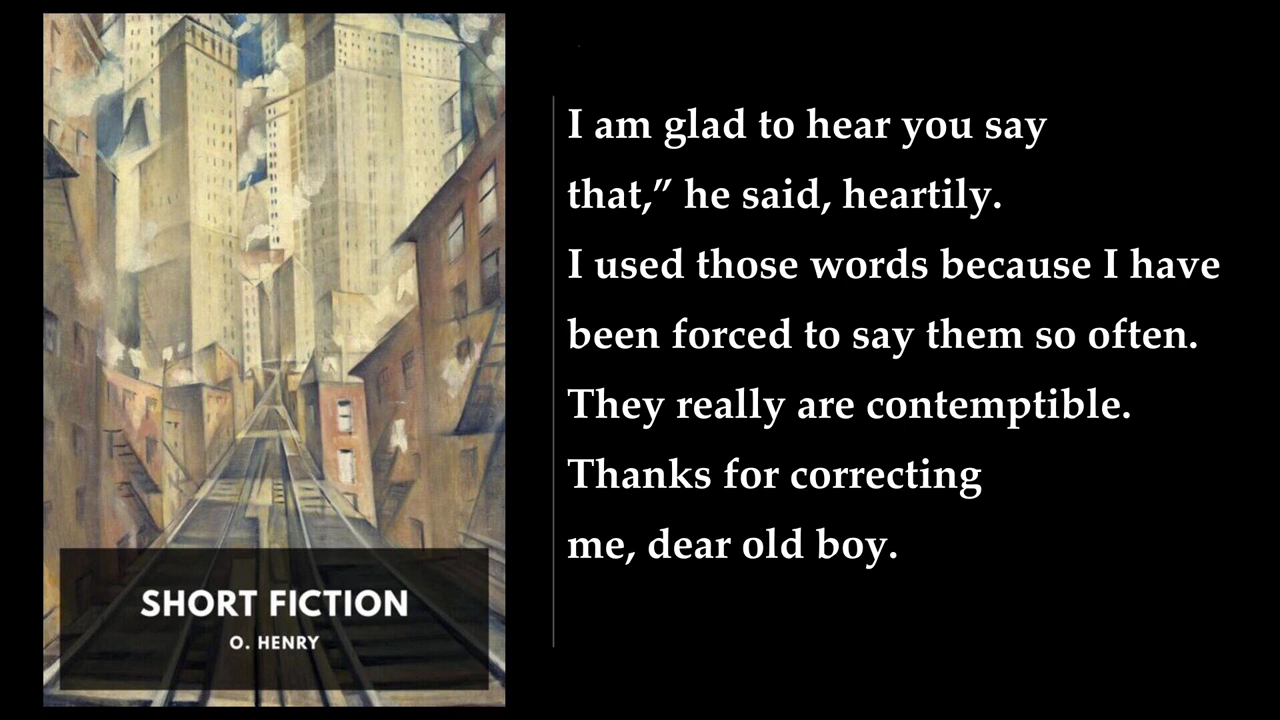 SHORT FICTION
O. HENRY
I am glad to hear you say
that,” he said, heartily.
I used those words because I have
been forced to say them so often.
They really are contemptible.
Thanks for correcting
me, dear old boy.